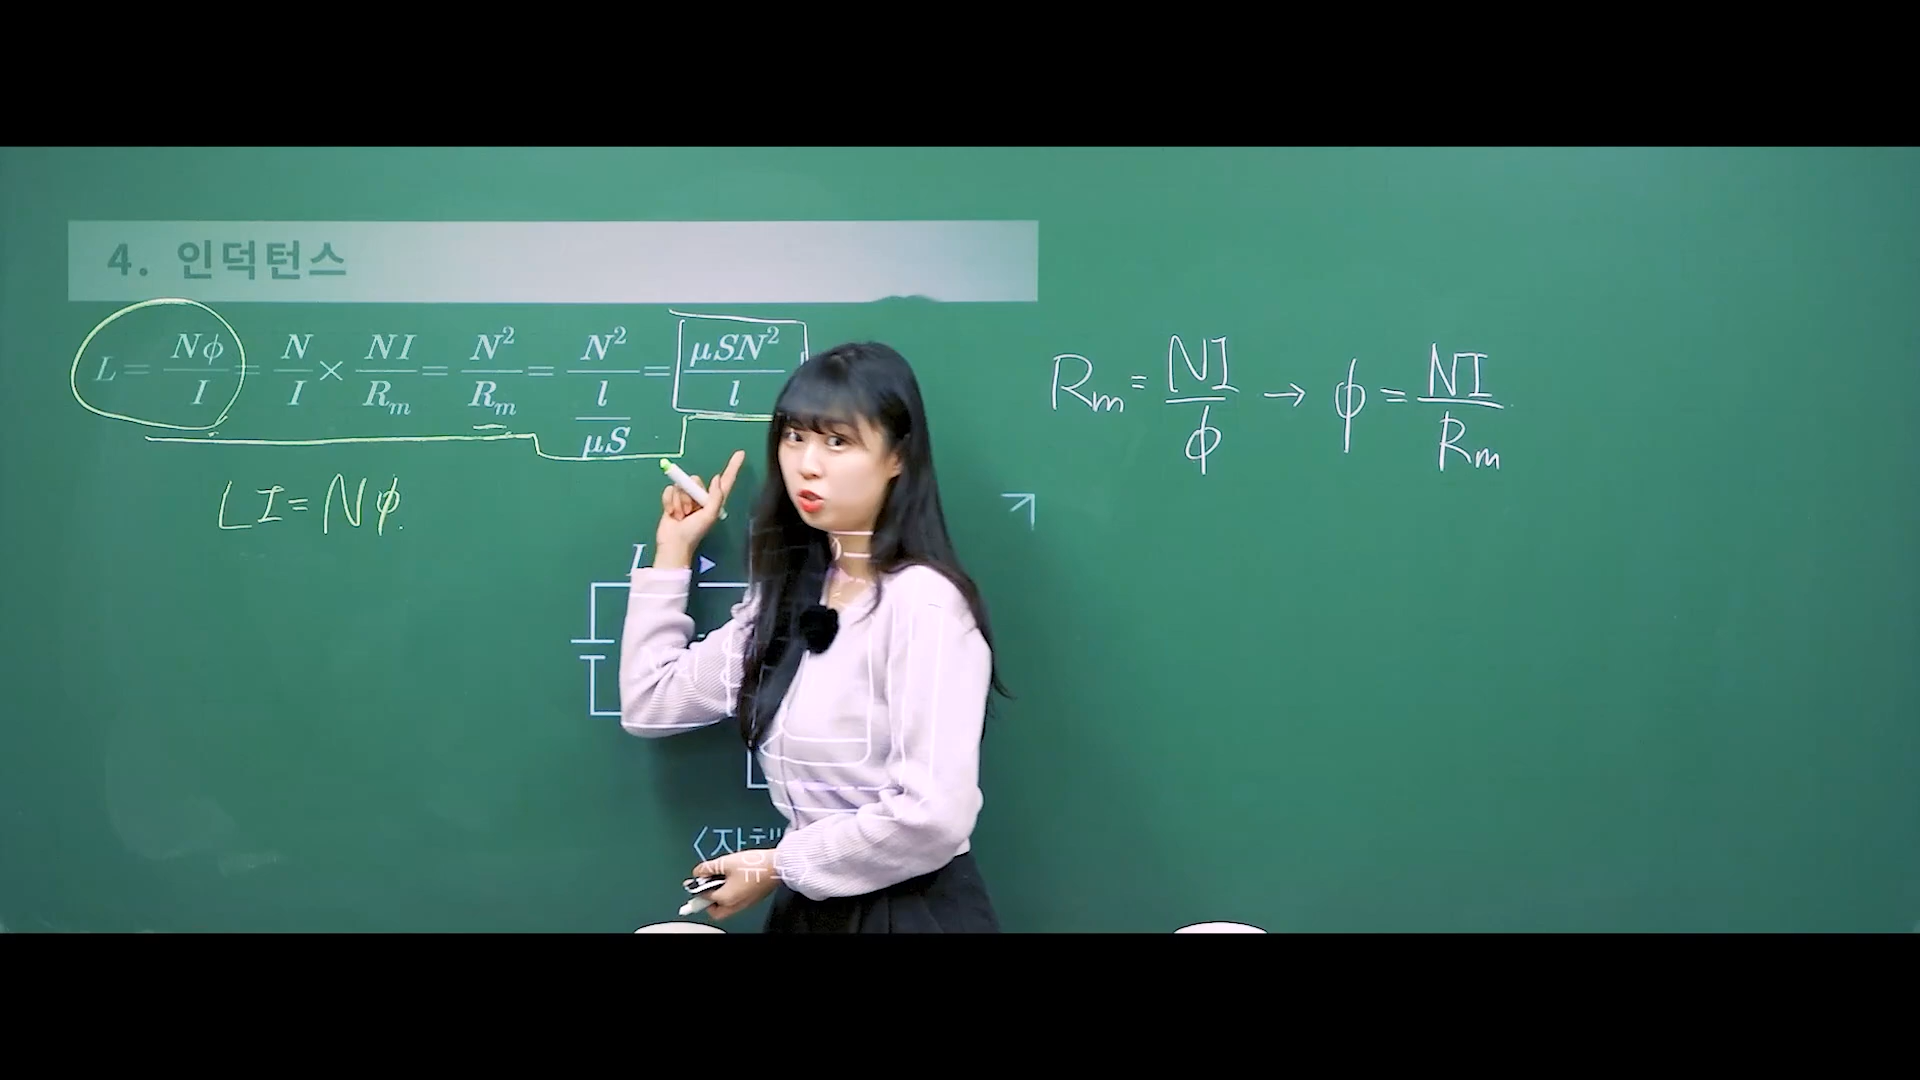 4. 인덕턴스
L = Nϕ/I = N/I × NI/Rₘ = N²/Rₘ = N²/(l/μS) = μSN²/l
Rₘ = NI/ϕ → ϕ = NI/Rₘ
LI = Nϕ
I